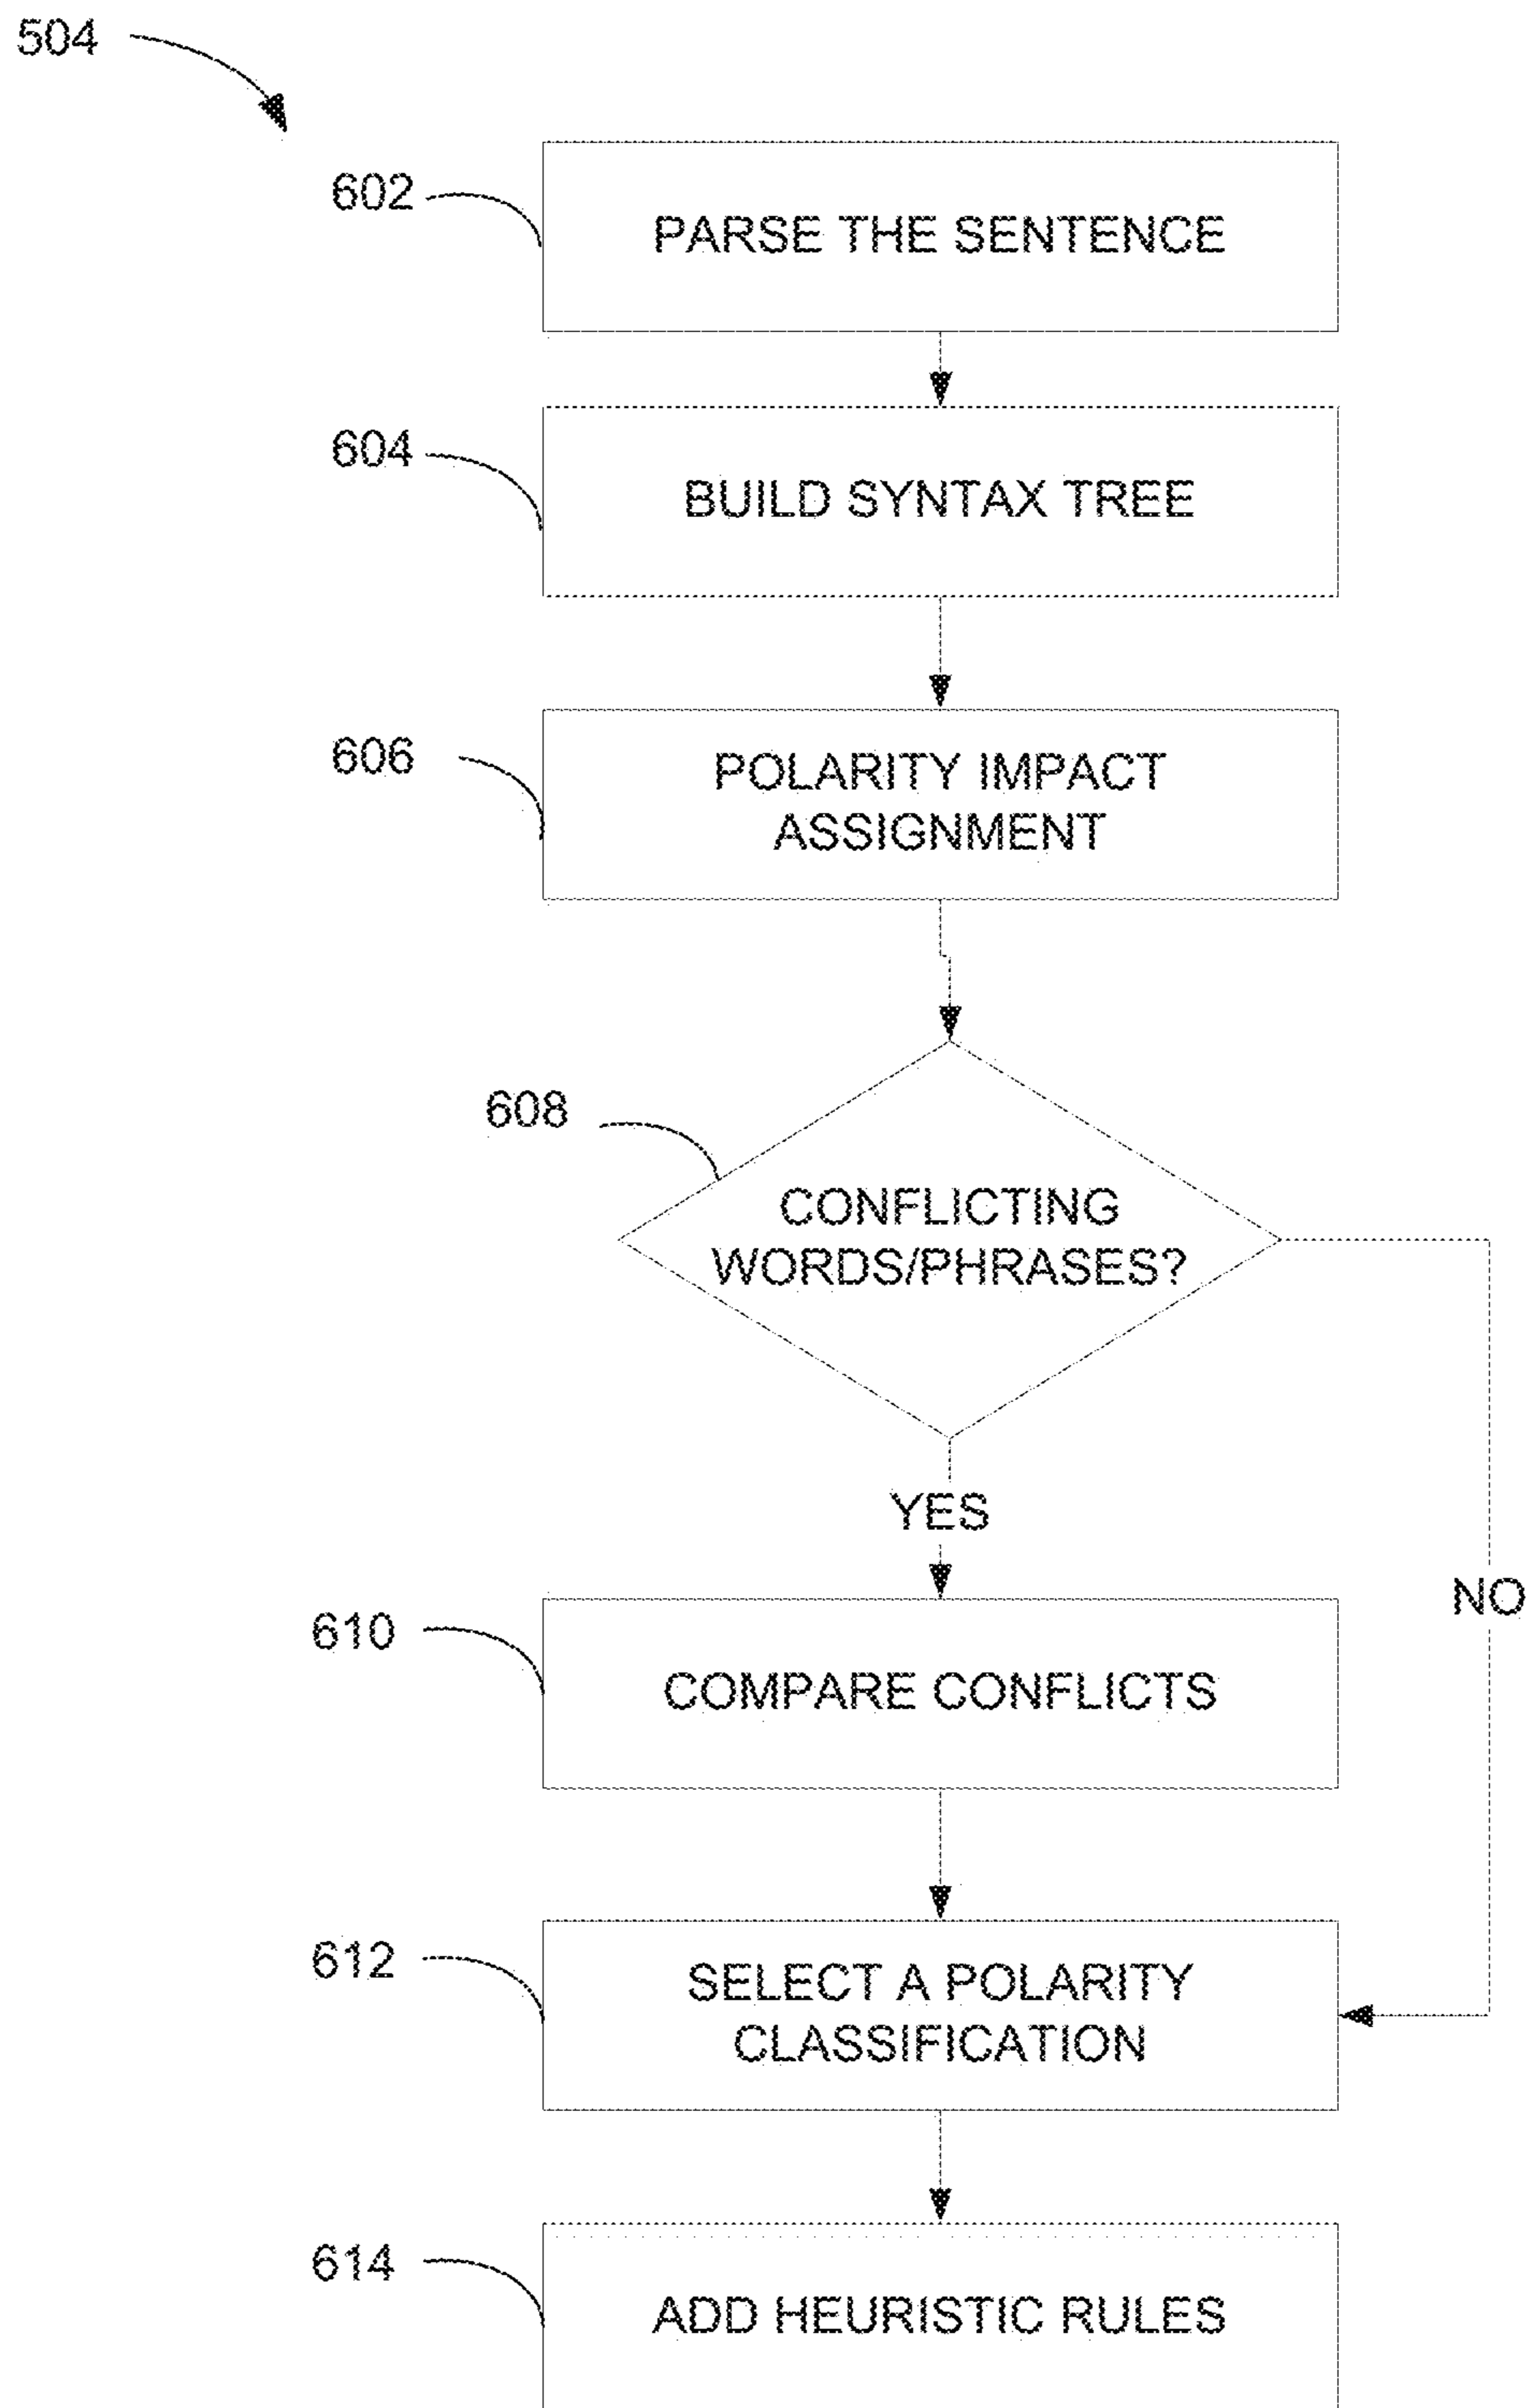 504
602
PARSE THE SENTENCE
604
BUILD SYNTAX TREE
606
POLARITY IMPACT
ASSIGNMENT
608
CONFLICTING
WORDS/PHRASES?
YES
NO
610
COMPARE CONFLICTS
612
SELECT A POLARITY
CLASSIFICATION
614
ADD HEURISTIC RULES